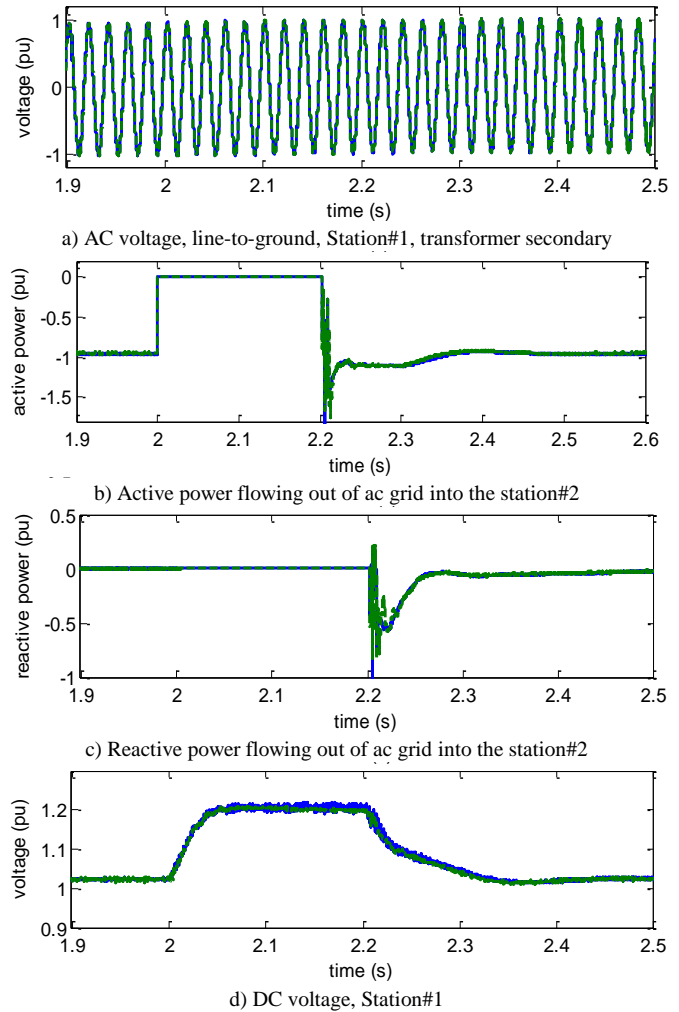 voltage (pu)
1
0
-1
1.9 2 2.1 2.2 2.3 2.4 2.5
time (s)
a) AC voltage, line-to-ground, Station#1, transformer secondary
active power (pu)
0
-0.5
-1
-1.5
1.9 2 2.1 2.2 2.3 2.4 2.5 2.6
time (s)
b) Active power flowing out of ac grid into the station#2
reactive power (pu)
0.5
0
-0.5
-1
1.9 2 2.1 2.2 2.3 2.4 2.5
time (s)
c) Reactive power flowing out of ac grid into the station#2
voltage (pu)
1.2
1.1
1
0.9
1.9 2 2.1 2.2 2.3 2.4 2.5
time (s)
d) DC voltage, Station#1